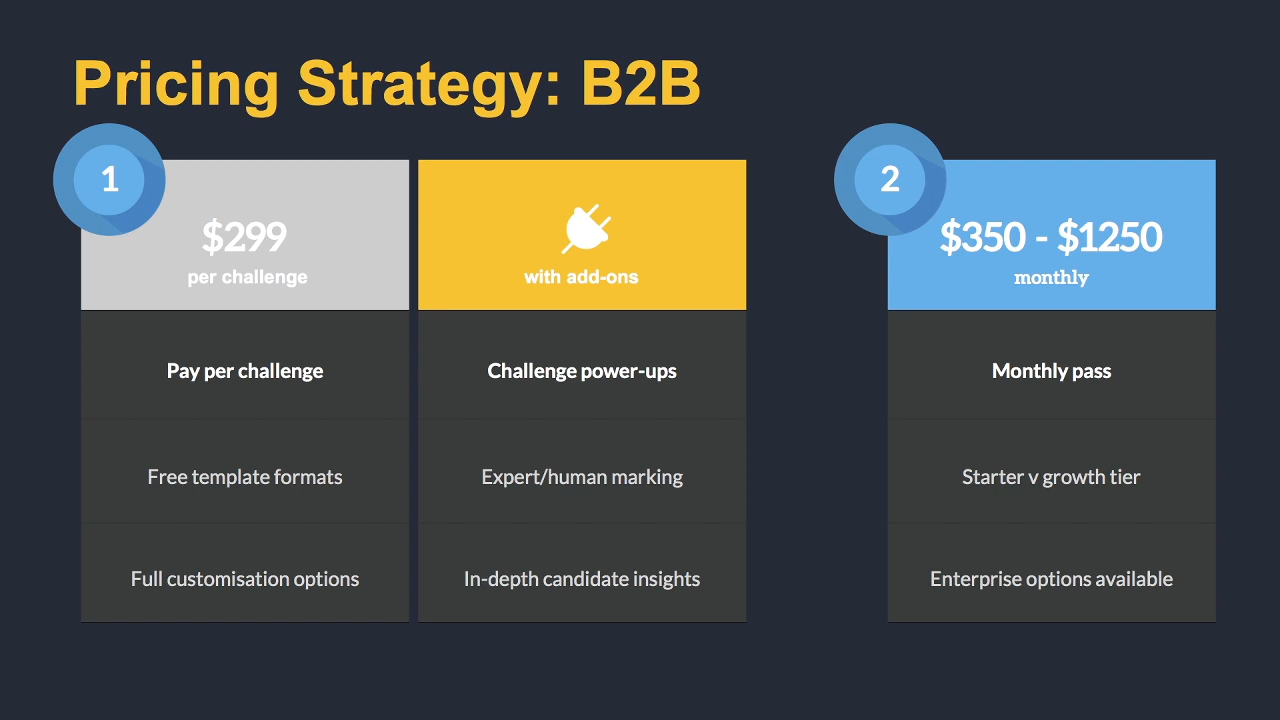 Pricing Strategy: B2B
1
$299
per challenge
Pay per challenge
Free template formats
Full customisation options
with add-ons
Challenge power-ups
Expert/human marking
In-depth candidate insights
2
$350 - $1250
monthly
Monthly pass
Starter v growth tier
Enterprise options available